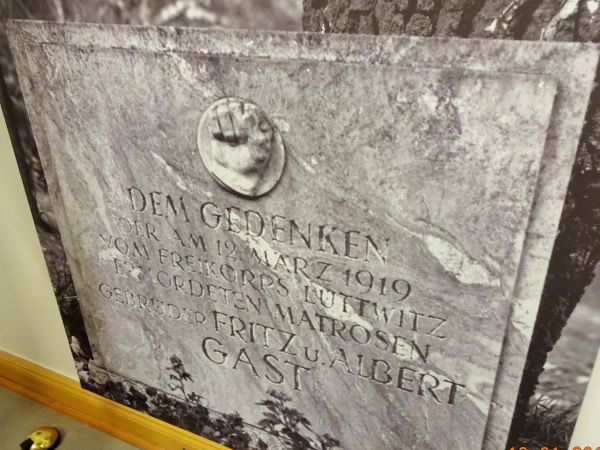 DEM GEDENKEN
DER AM 12. MÄRZ 1919
VOM FREIKORPS LÜTTWITZ
ERMORDETEN MATROSEN
GEBRÜDER FRITZ u. ALBERT
GAST